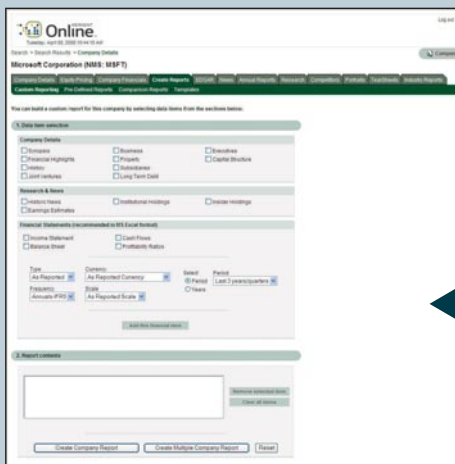 Log out
MERGENT
Online
Tuesday, April 08, 2008 10:44:10 AM
Search > Search Results > Company Details
Microsoft Corporation (NMS: MSFT)
Company Details Equity Pricing Company Financials Create Reports EDGAR News Annual Reports Research Competitors Portraits TearSheets Industry Reports
Custom Reporting Pre-Defined Reports Comparison Reports Templates
You can build a custom report for this company by selecting data items from the sections below.
1. Data item selection
Company Details
Synopsis Business Executives
Financial Highlights Property Capital Structure
History Subsidiaries
Joint ventures Long Term Debt
Research & News
Historic News Institutional Holdings Insider Holdings
Earnings Estimates
Financial Statements (recommended in MS Excel format)
Income Statement Cash Flows
Balance Sheet Profitability Ratios
Type Currency Select Period
As Reported As Reported Currency Period Last 3 years/quarters
Frequency Scale Years
Annuals IFRS As Reported Scale
Add this financial item
2. Report contents
Remove selected item
Clear all items
Create Company Report Create Multiple Company Report Reset